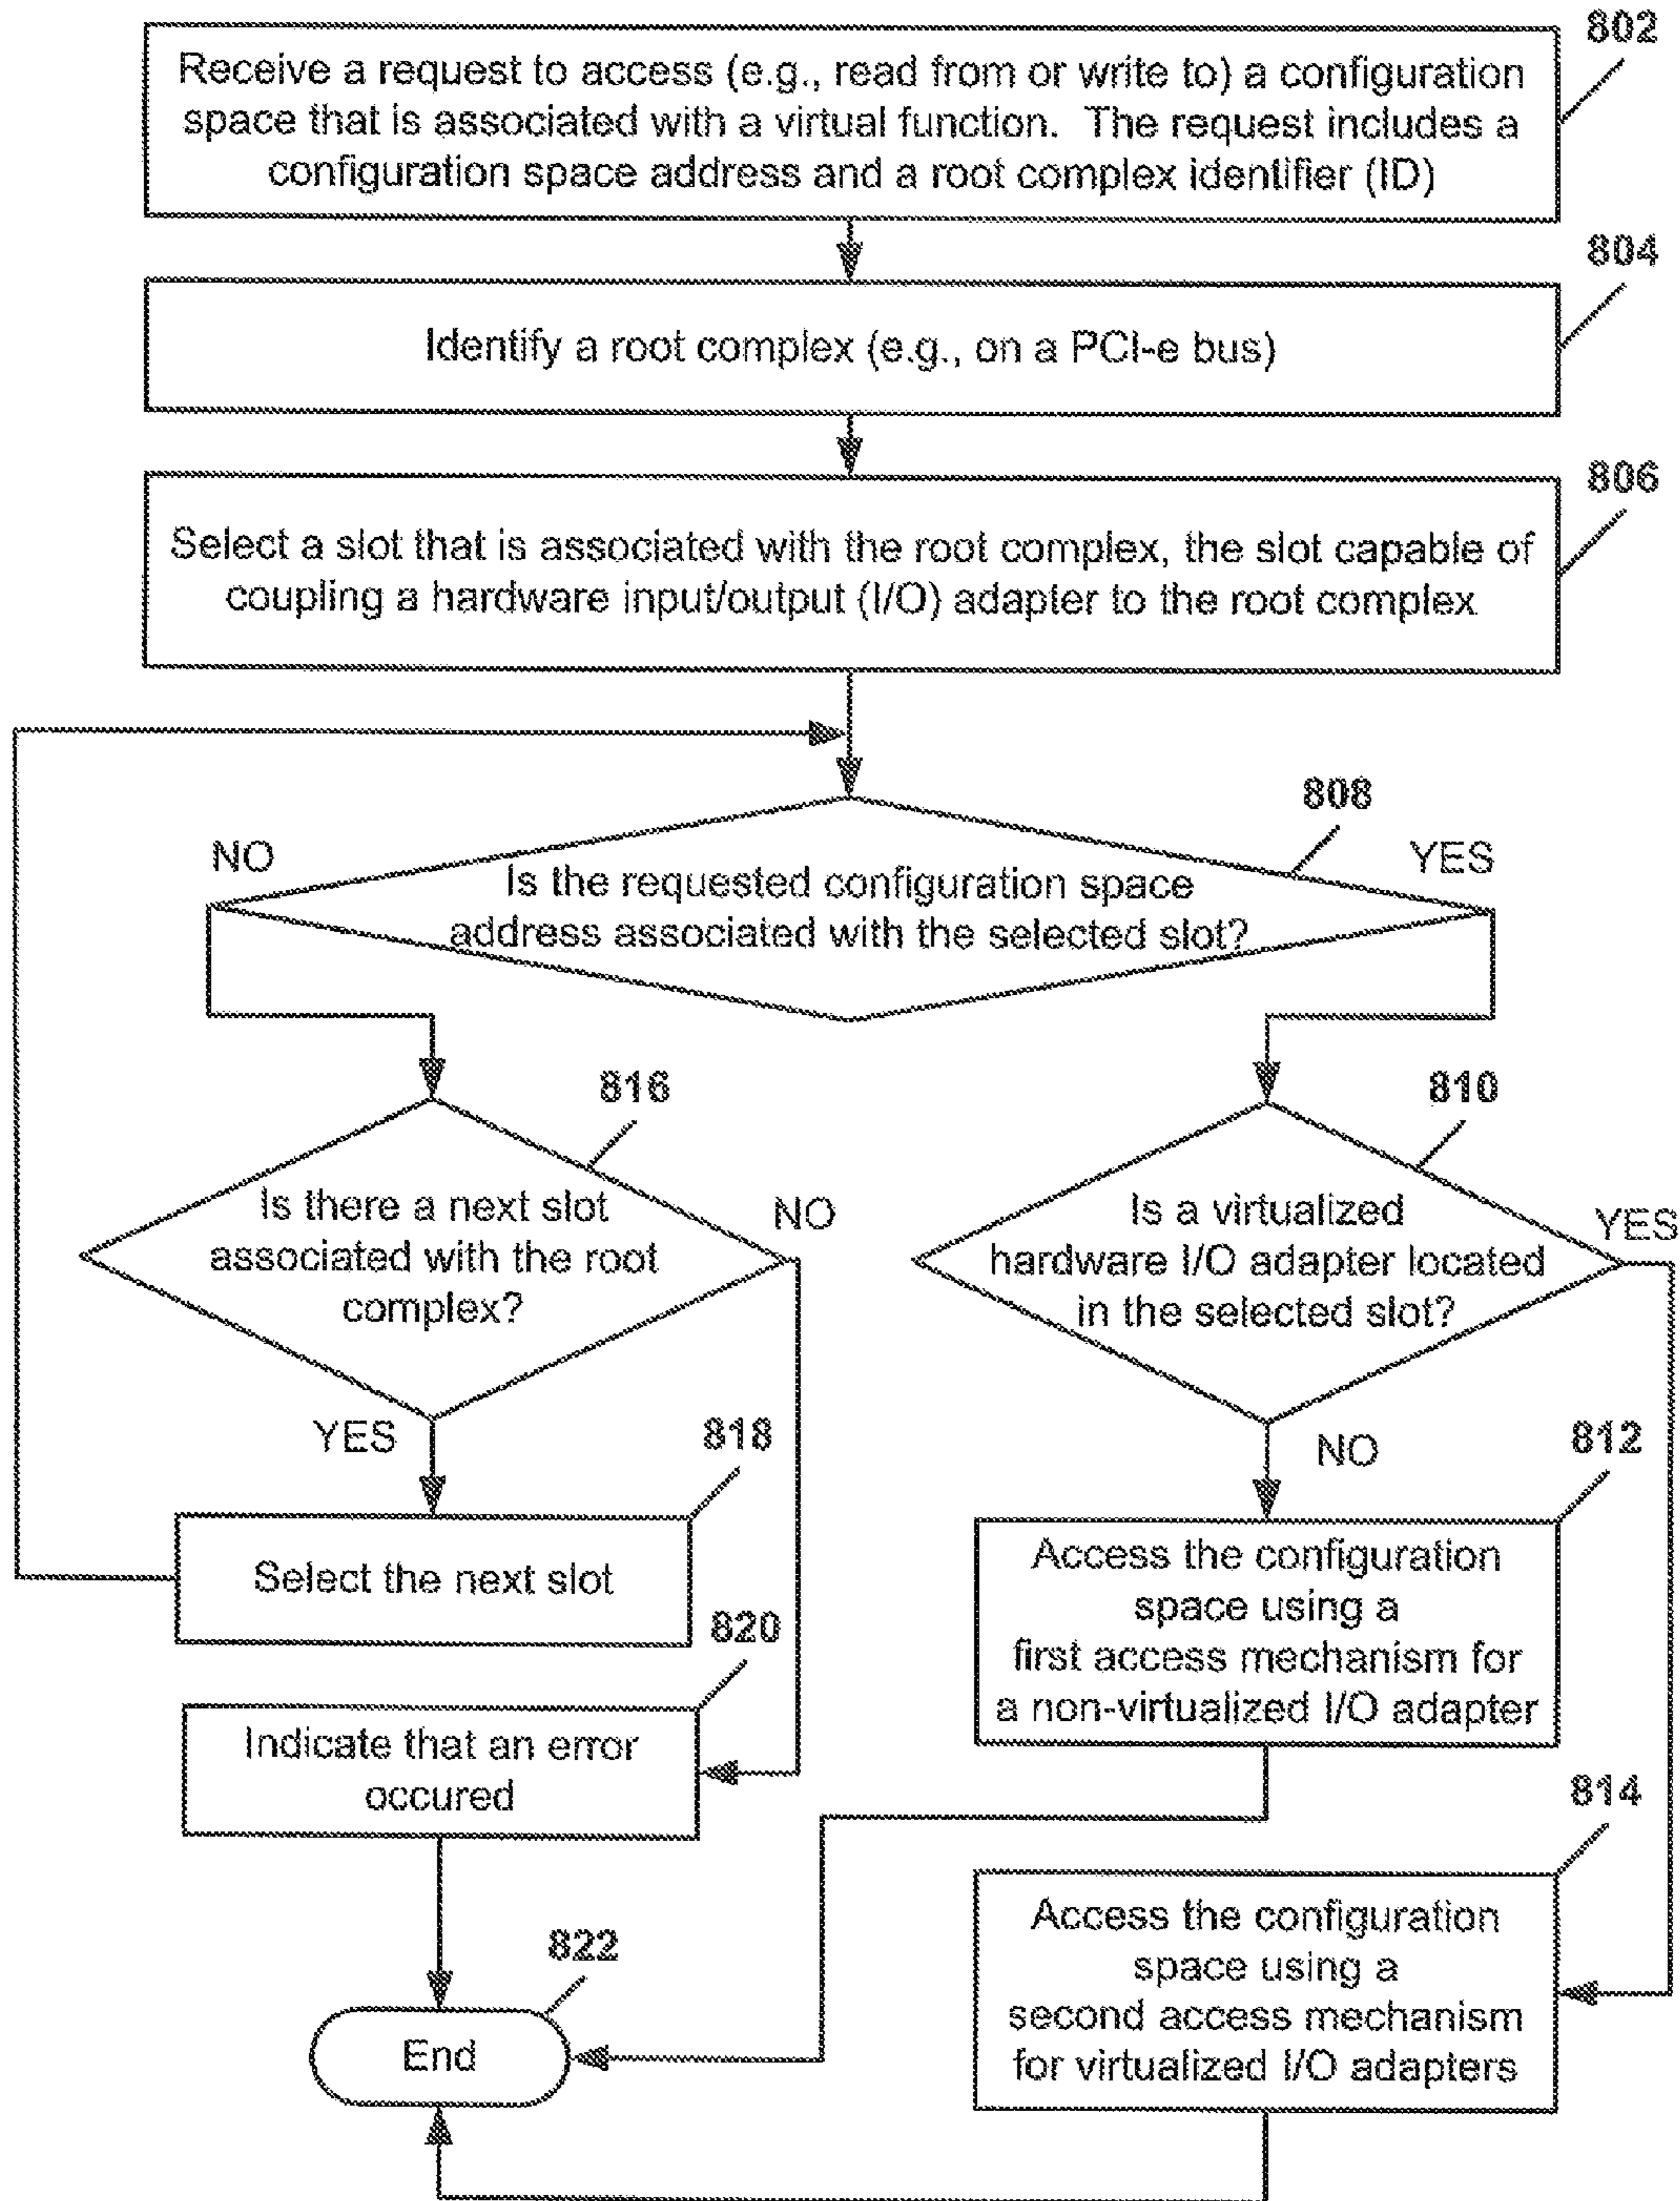 802
Receive a request to access (e.g., read from or write to) a configuration
space that is associated with a virtual function. The request includes a
configuration space address and a root complex identifier (ID)
804
Identify a root complex (e.g., on a PCI-e bus)
806
Select a slot that is associated with the root complex, the slot capable of
coupling a hardware input/output (I/O) adapter to the root complex
808
NO
YES
Is the requested configuration space
address associated with the selected slot?
816
Is there a next slot
associated with the root
complex?
NO
YES
810
Is a virtualized
hardware I/O adapter located
in the selected slot?
YES
NO
818
Select the next slot
812
Access the configuration
space using a
first access mechanism for
a non-virtualized I/O adapter
820
Indicate that an error
occured
814
Access the configuration
space using a
second access mechanism
for virtualized I/O adapters
822
End